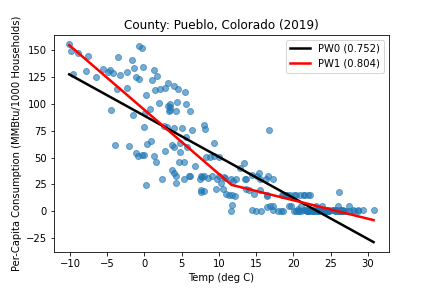 County: Pueblo, Colorado (2019)
PW0 (0.752)
PW1 (0.804)
Per-Capita Consumption (MMBtu/1000 Households)
150
125
100
75
50
25
0
−25
−10 −5 0 5 10 15 20 25 30
Temp (deg C)